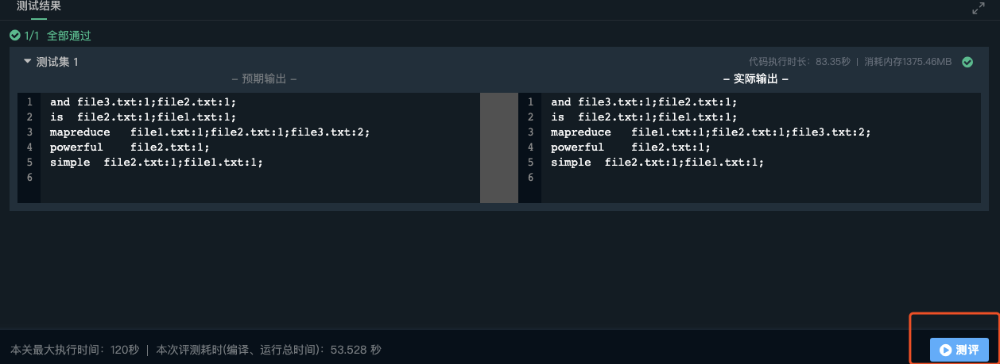 测试结果
1/1 全部通过
测试集 1
代码执行时长：83.35秒 | 消耗内存1375.46MB
– 预期输出 –
– 实际输出 –
1 and file3.txt:1;file2.txt:1;
2 is file2.txt:1;file1.txt:1;
3 mapreduce file1.txt:1;file2.txt:1;file3.txt:2;
4 powerful file2.txt:1;
5 simple file2.txt:1;file1.txt:1;
6
1 and file3.txt:1;file2.txt:1;
2 is file2.txt:1;file1.txt:1;
3 mapreduce file1.txt:1;file2.txt:1;file3.txt:2;
4 powerful file2.txt:1;
5 simple file2.txt:1;file1.txt:1;
6
本关最大执行时间：120秒 | 本次评测耗时(编译、运行总时间)：53.528 秒
测评